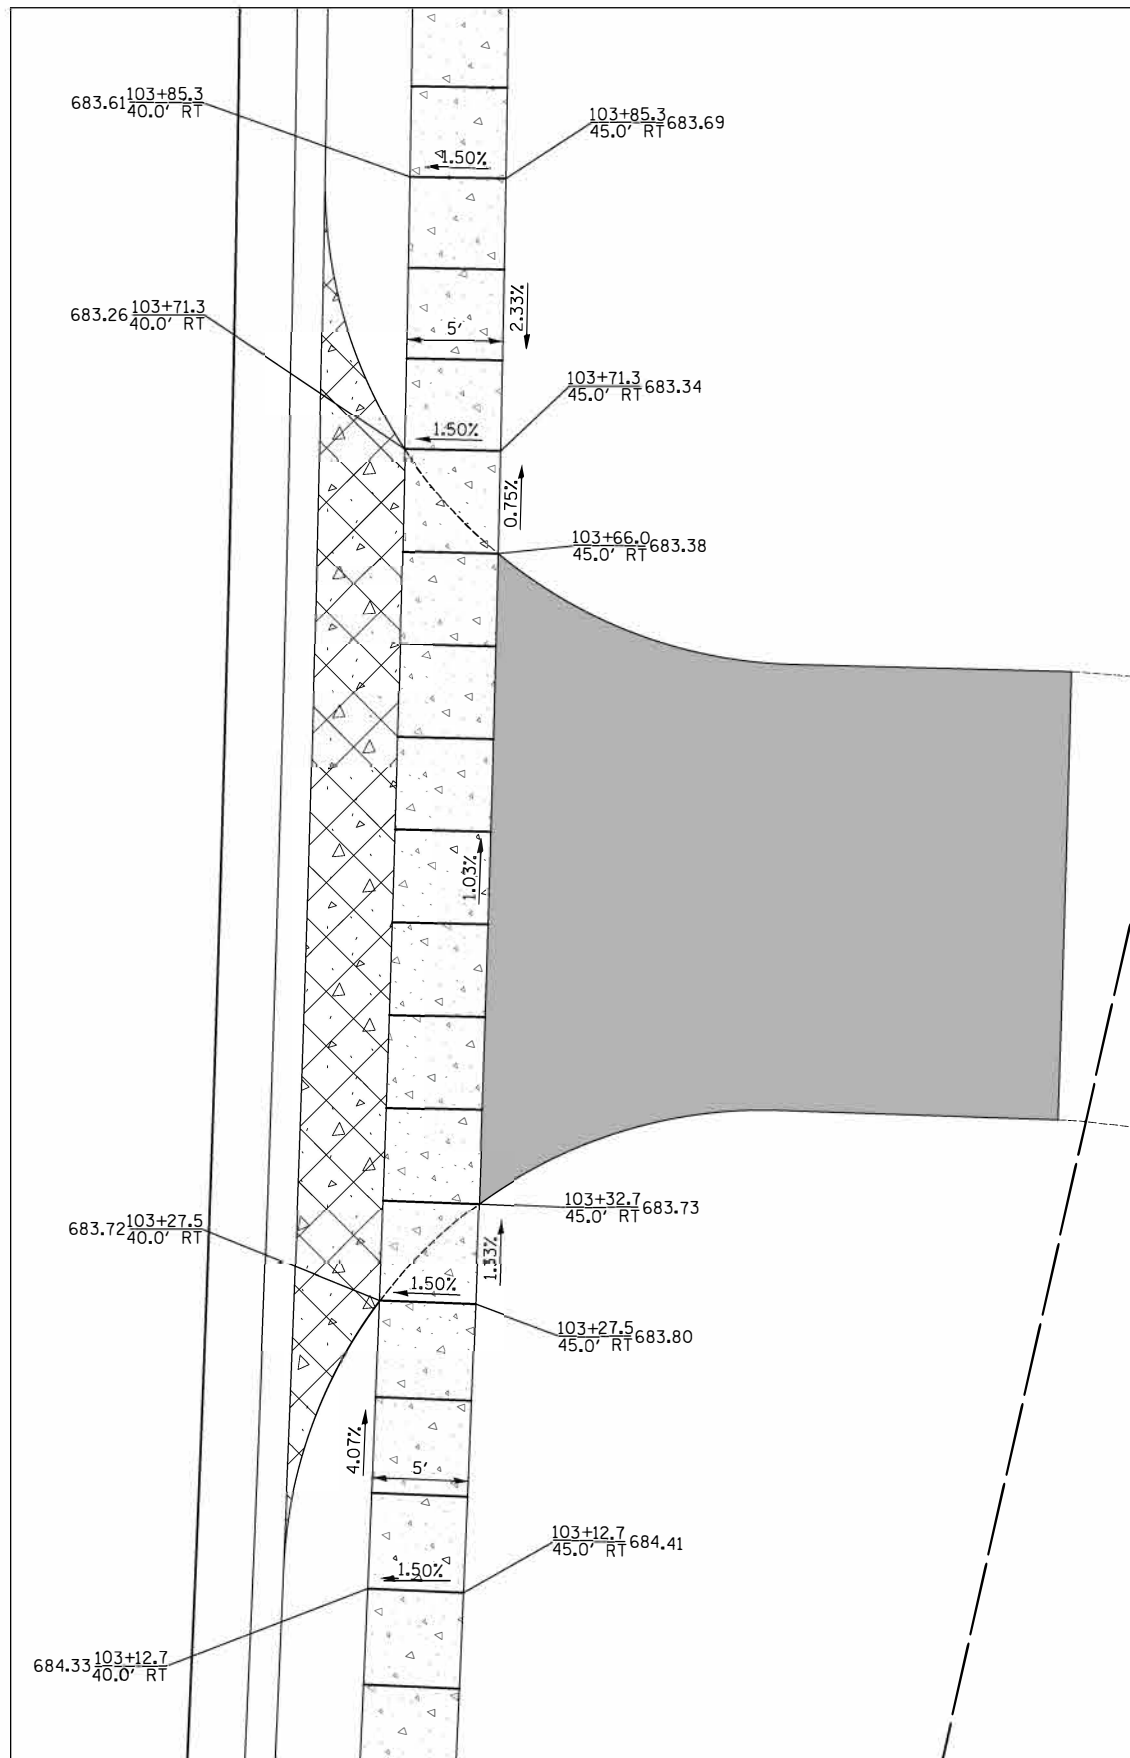 683.61 103+85.3
40.0' RT
103+85.3 683.69
45.0' RT
1.50%
2.33%
683.26 103+71.3
40.0' RT
5'
103+71.3 683.34
45.0' RT
1.50%
0.75%
103+66.0 683.38
45.0' RT
1.03%
103+32.7 683.73
45.0' RT
683.72 103+27.5
40.0' RT
1.33%
1.50%
103+27.5 683.80
45.0' RT
4.07%
5'
103+12.7 684.41
45.0' RT
1.50%
684.33 103+12.7
40.0' RT